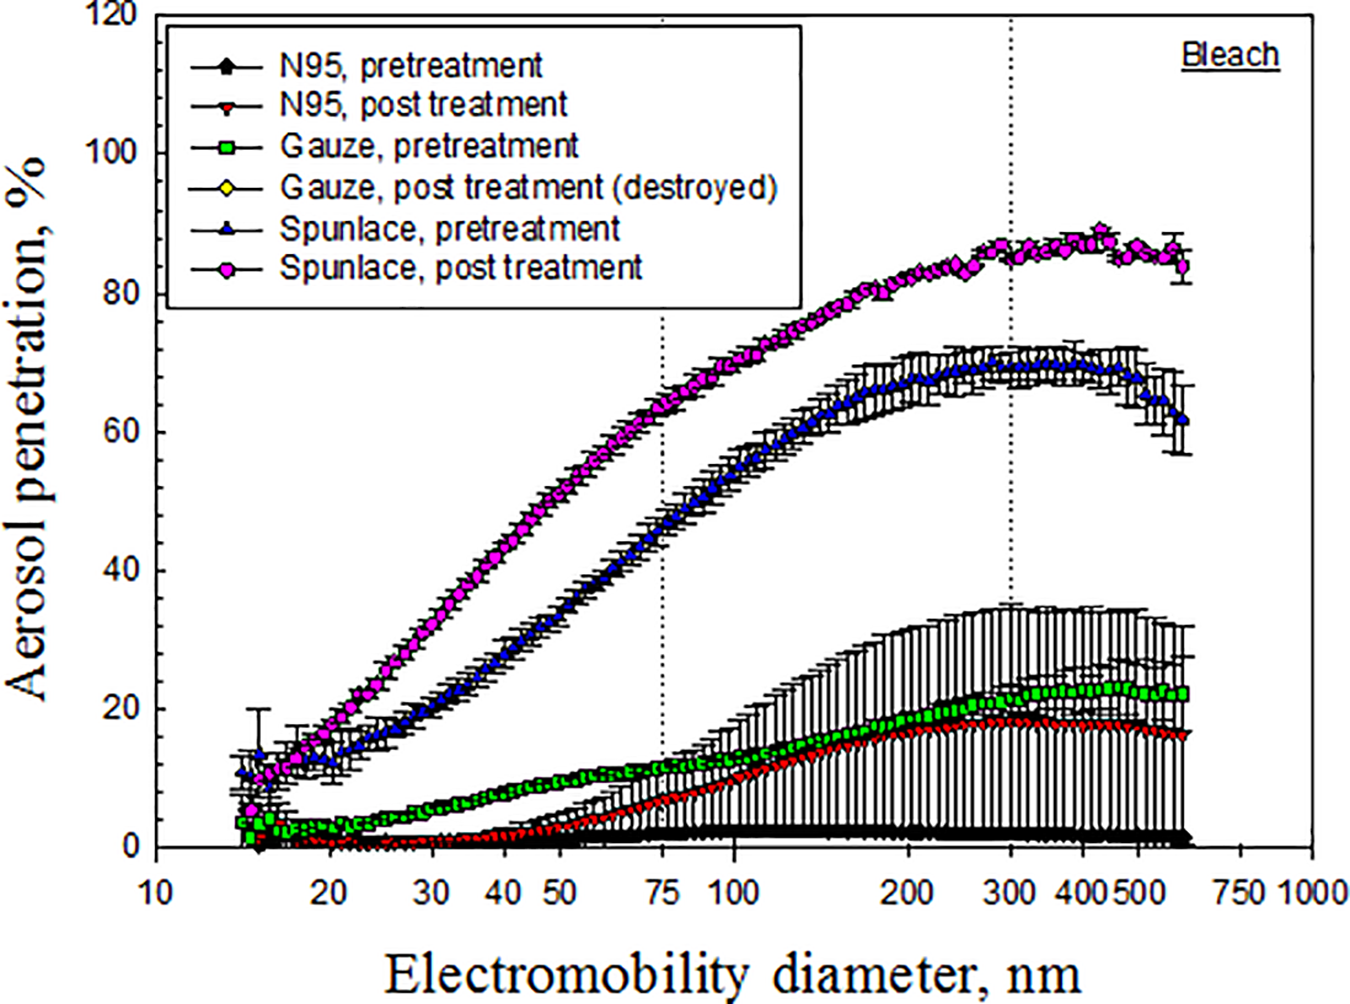 120
100
80
60
40
20
0
Aerosol penetration, %
Bleach
N95, pretreatment
N95, post treatment
Gauze, pretreatment
Gauze, post treatment (destroyed)
Spunlace, pretreatment
Spunlace, post treatment
10 20 30 40 50 75 100 200 300 400 500 750 1000
Electromobility diameter, nm